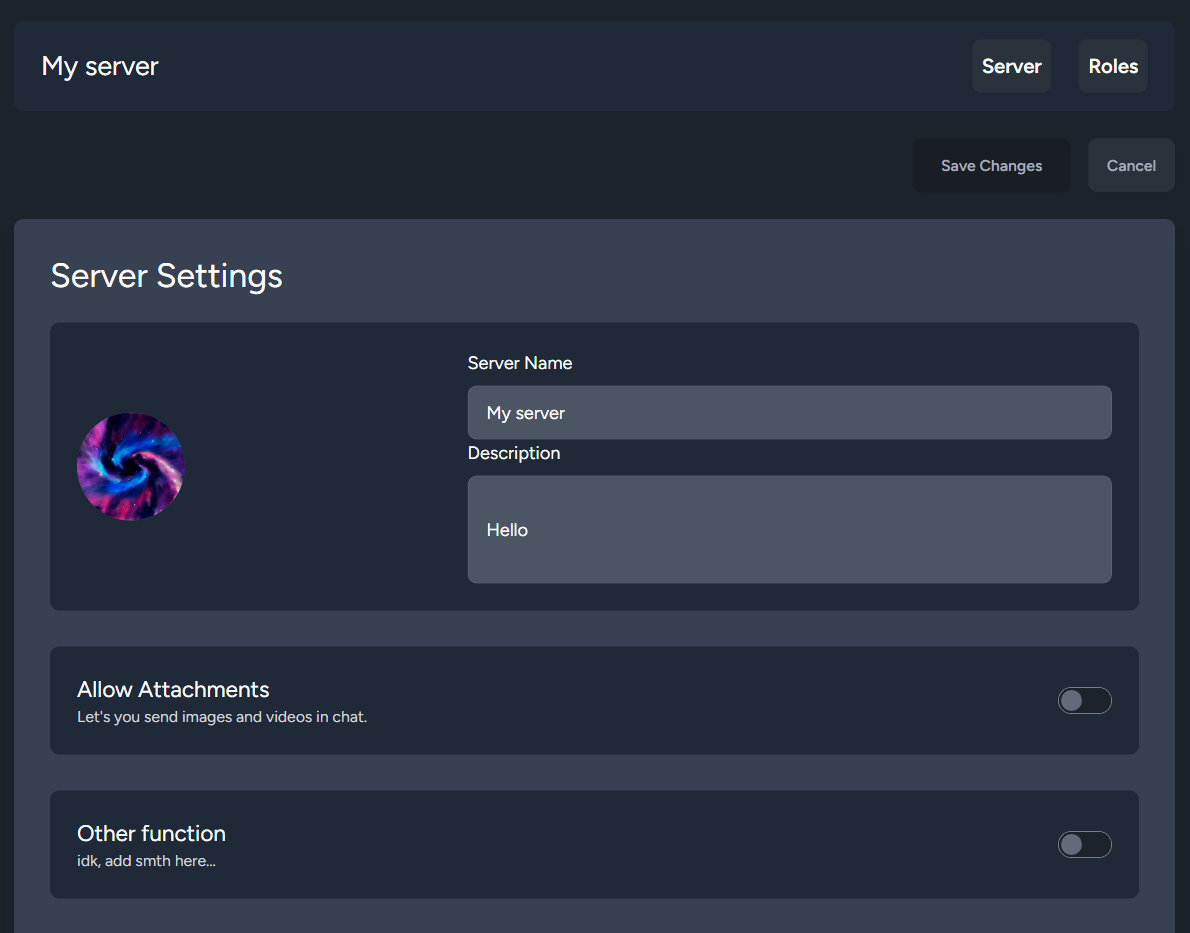 My server
Server
Roles
Save Changes
Cancel
Server Settings
Server Name
My server
Description
Hello
Allow Attachments
Let's you send images and videos in chat.
Other function
idk, add smth here...